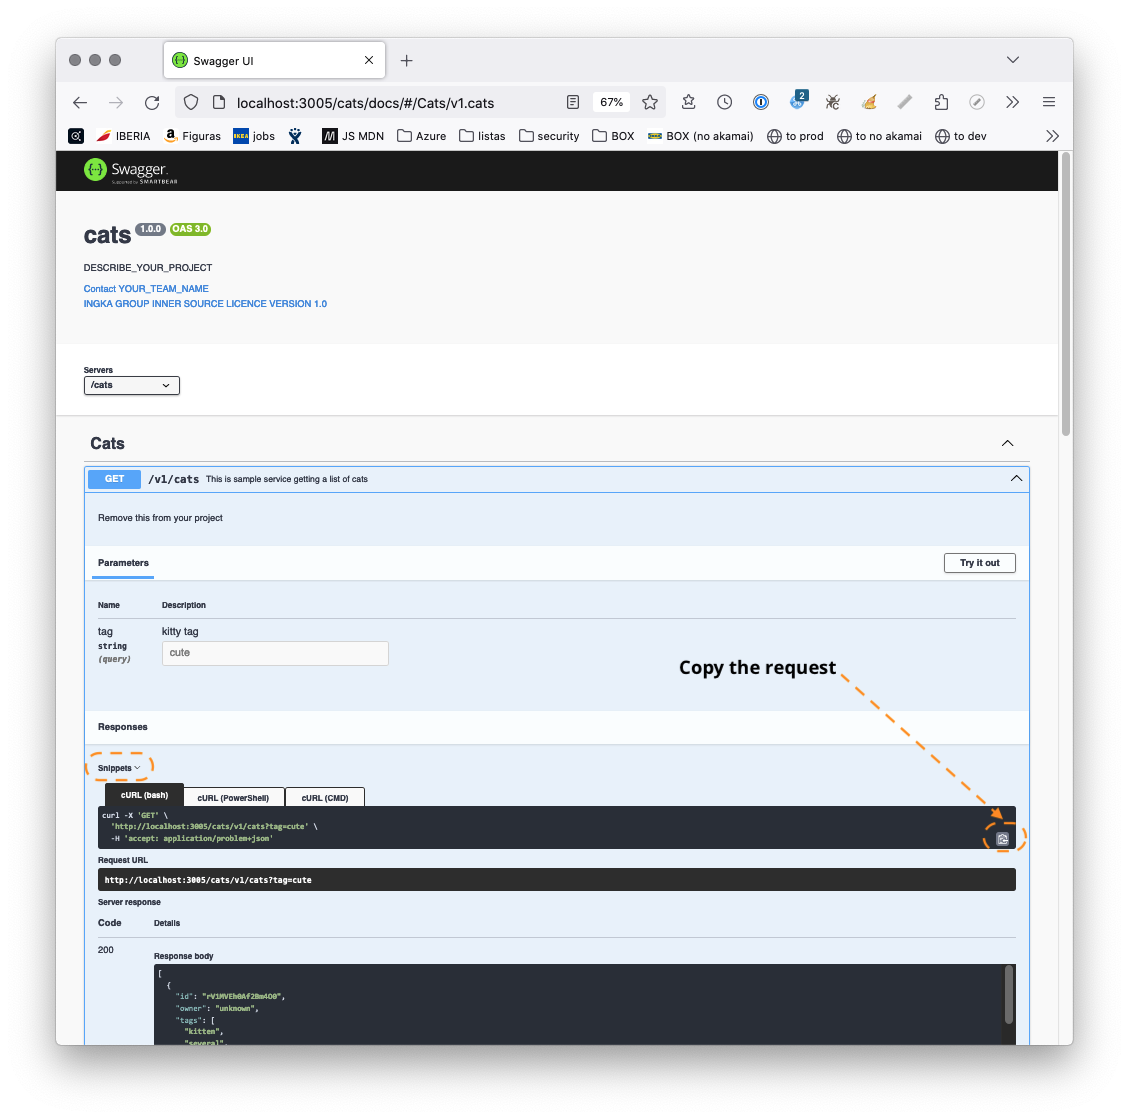 Swagger UI
localhost:3005/cats/docs/#/Cats/v1.cats
67%
2
IBERIA
a Figuras
IKEA jobs
M JS MDN
Azure
listas
security
BOX
BOX (no akamai)
to prod
to no akamai
to dev
{···} Swagger.
Supported by SMARTBEAR
cats 1.0.0 OAS 3.0
DESCRIBE_YOUR_PROJECT
Contact YOUR_TEAM_NAME
INGKA GROUP INNER SOURCE LICENCE VERSION 1.0
Servers
/cats
Cats
GET /v1/cats This is sample service getting a list of cats
Remove this from your project
Parameters
Try it out
Name Description
tag kitty tag
string
(query)
cute
Copy the request
Responses
Snippets
cURL (bash) cURL (PowerShell) cURL (CMD)
curl -X 'GET' \
'http://localhost:3005/cats/v1/cats?tag=cute' \
-H 'accept: application/problem+json'
Request URL
http://localhost:3005/cats/v1/cats?tag=cute
Server response
Code Details
200
Response body
[
{
"id": "rV1MVEh0Af2Bm4O0",
"owner": "unknown",
"tags": [
"kitten",
"several",